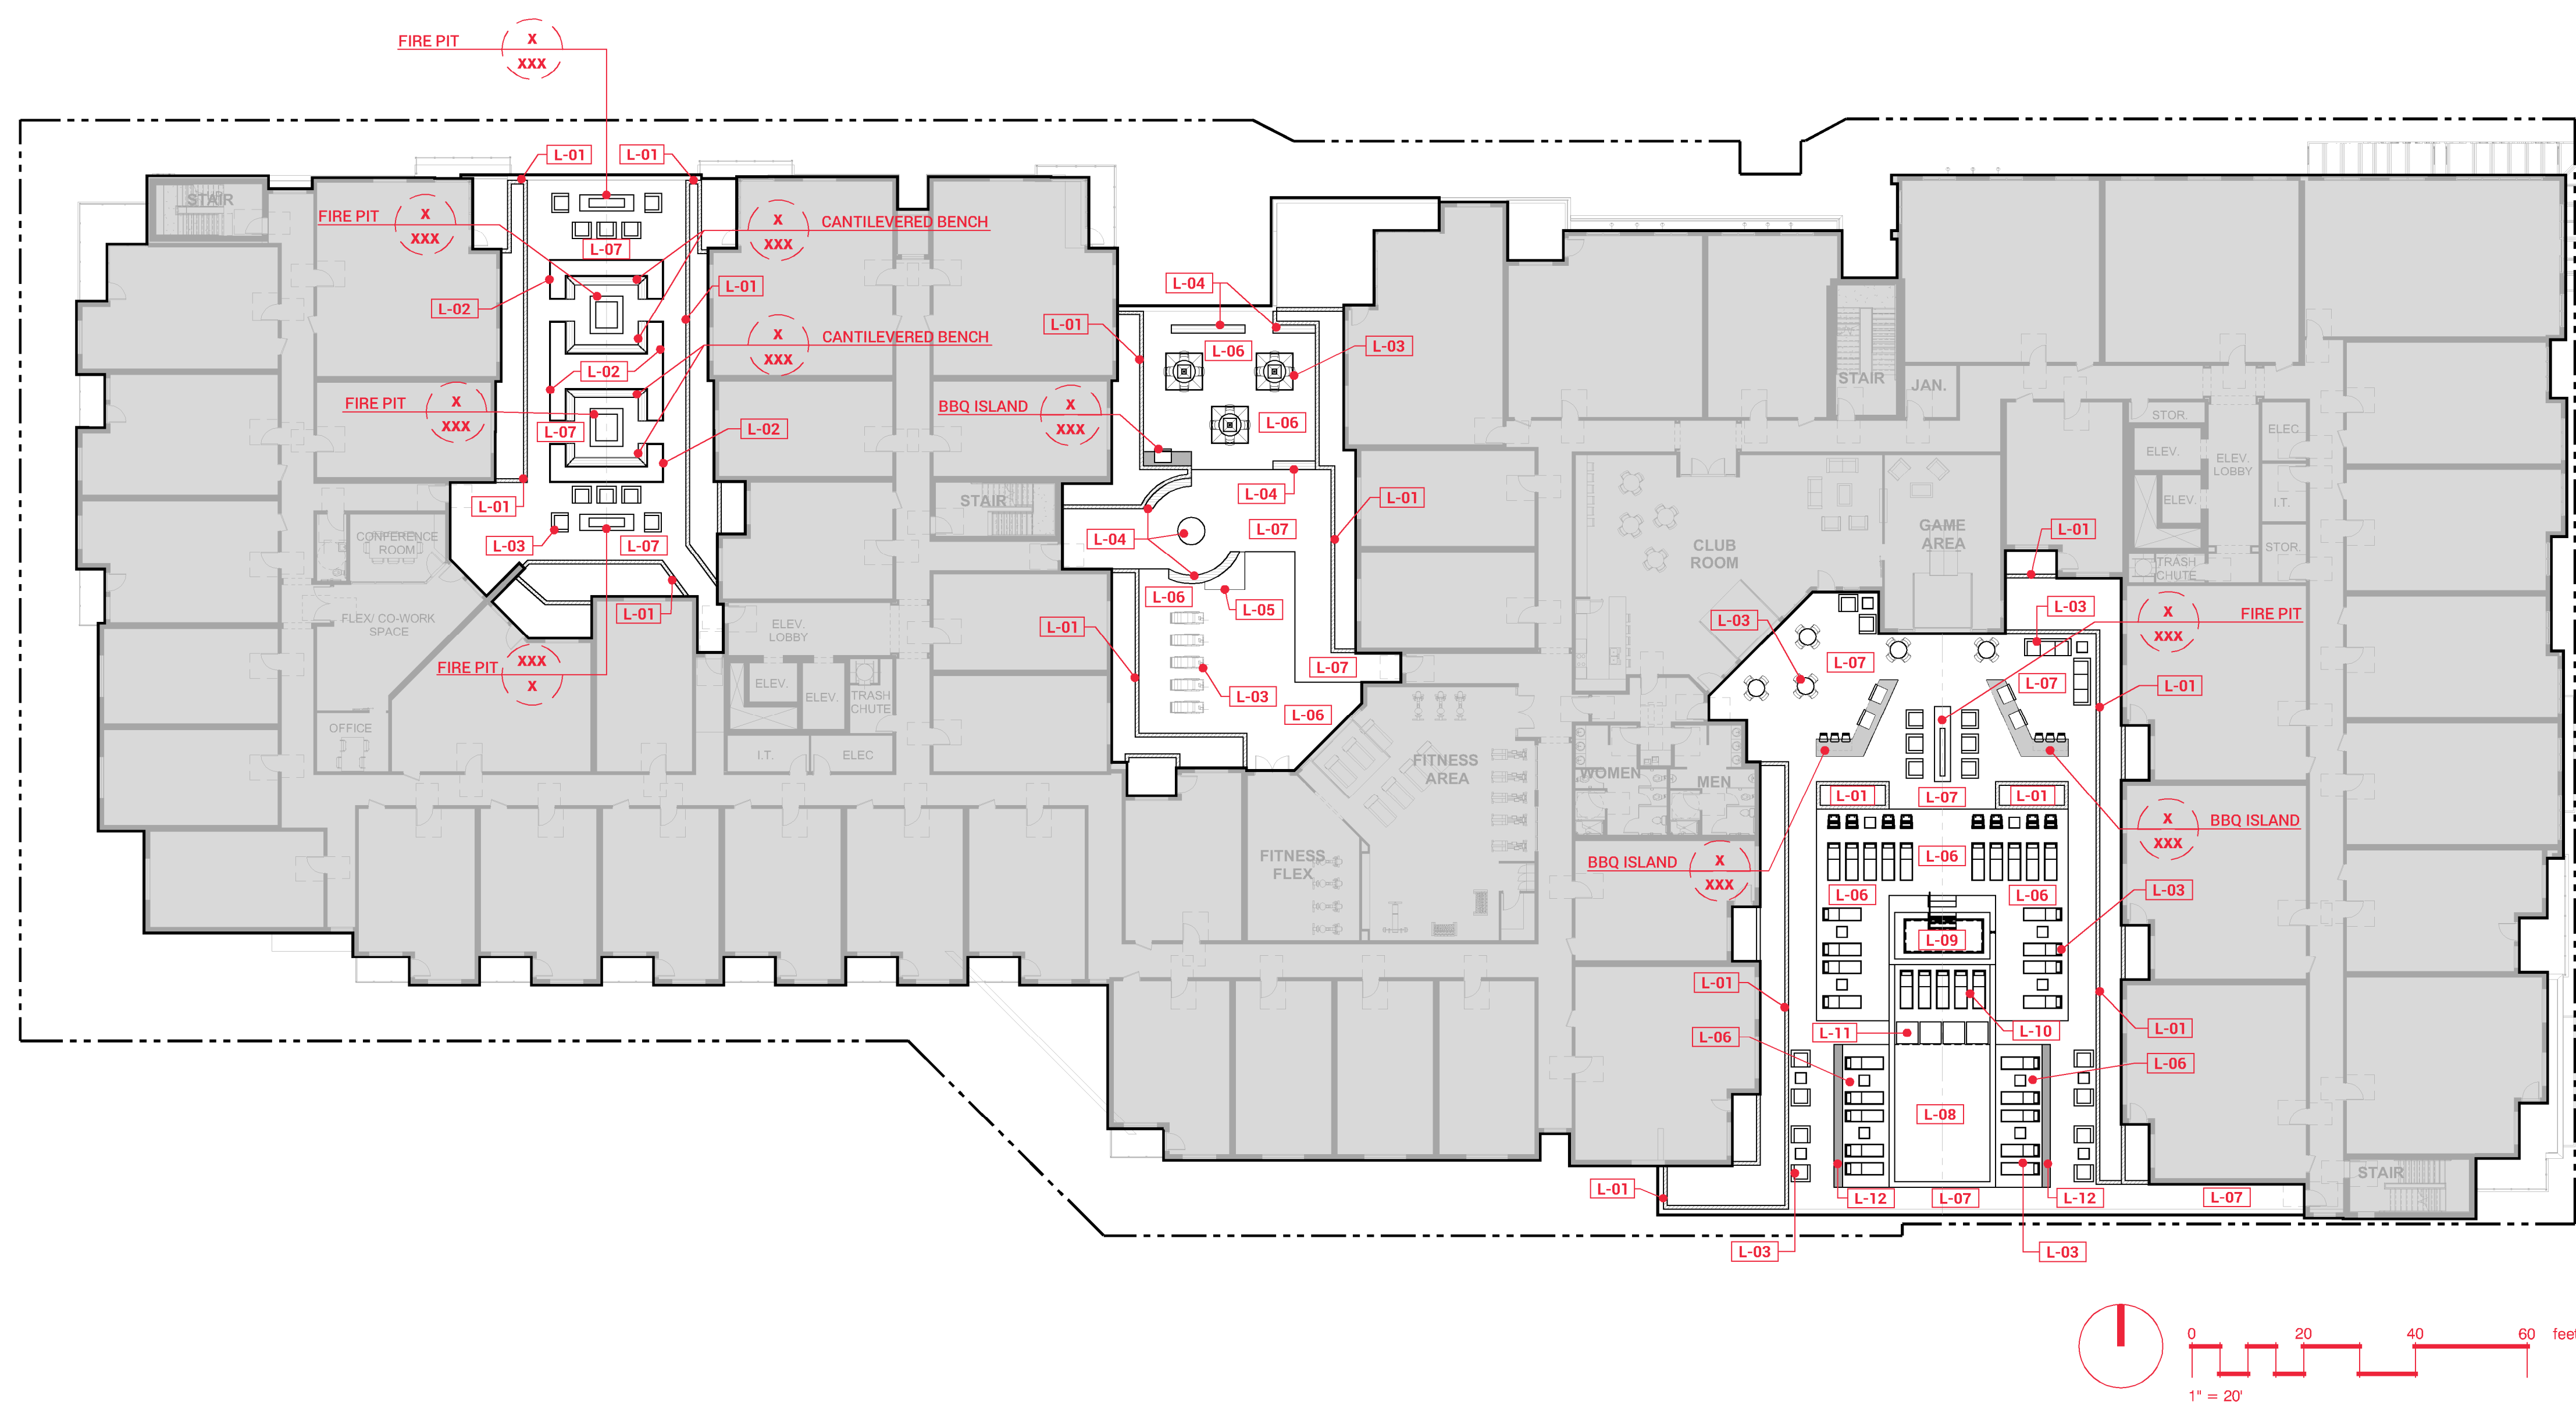 FIRE PIT
X
XXX
L-01
L-01
STAIR
FIRE PIT
X
XXX
X
XXX
CANTILEVERED BENCH
L-07
L-02
L-01
X
XXX
CANTILEVERED BENCH
L-02
FIRE PIT
X
XXX
L-07
L-02
L-01
L-03
L-07
CONFERENCE
ROOM
FLEX/ CO-WORK
SPACE
L-01
FIRE PIT
XXX
X
OFFICE
ELEV.
LOBBY
ELEV.
ELEV.
TRASH
CHUTE
I.T.
ELEC
L-04
L-01
L-06
L-03
BBQ ISLAND
X
XXX
L-06
STAIR
L-04
L-01
L-04
L-07
L-06
L-05
L-01
L-07
L-03
L-06
FITNESS
AREA
FITNESS
FLEX
STAIR
JAN.
CLUB
ROOM
GAME
AREA
WOMEN
MEN
STOR.
ELEV.
ELEV.
LOBBY
ELEC
ELEV.
I.T.
STOR.
TRASH
CHUTE
L-01
L-03
X
XXX
FIRE PIT
L-03
L-07
L-07
L-01
L-01
L-07
L-01
X
XXX
BBQ ISLAND
BBQ ISLAND
X
XXX
L-06
L-06
L-06
L-03
L-09
L-01
L-11
L-10
L-01
L-06
L-06
L-08
L-01
L-12
L-07
L-12
L-07
STAIR
L-03
L-03
0
20
40
60
feet
1" = 20'